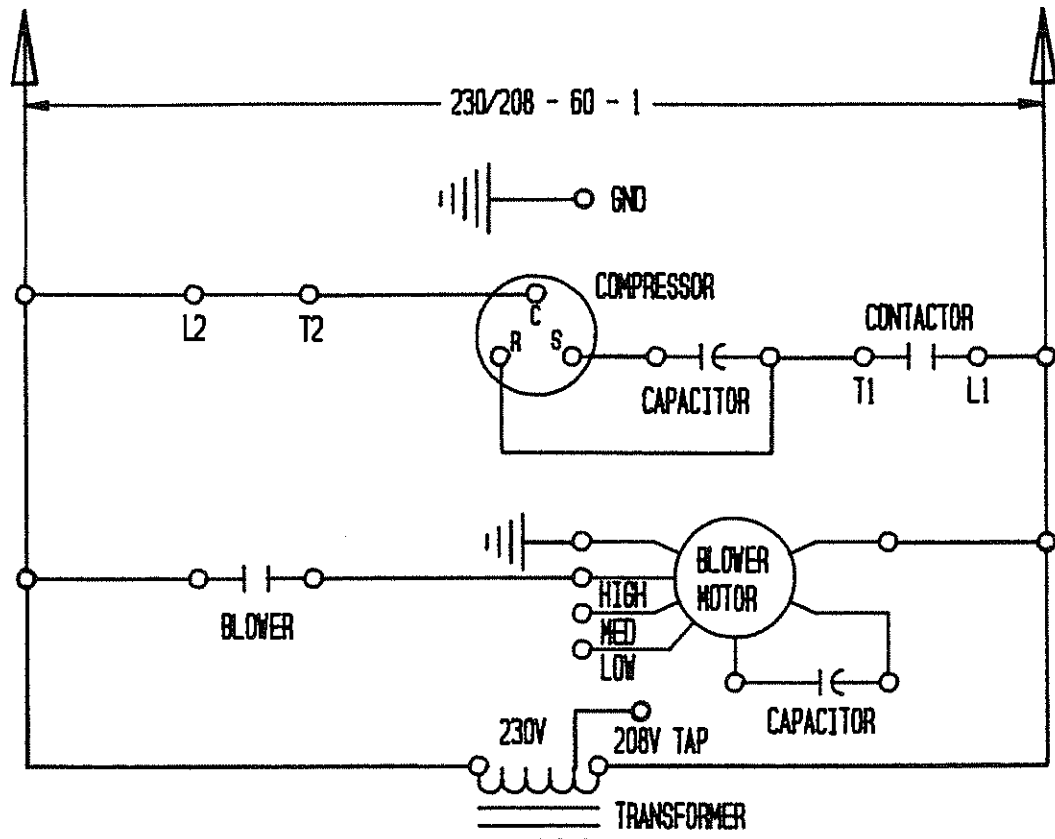 230/208 - 60 - 1
GND
COMPRESSOR
C
R S
L2
T2
CONTACTOR
CAPACITOR
T1
L1
BLOWER
MOTOR
HIGH
MED
LOW
BLOWER
CAPACITOR
230V
208V TAP
TRANSFORMER